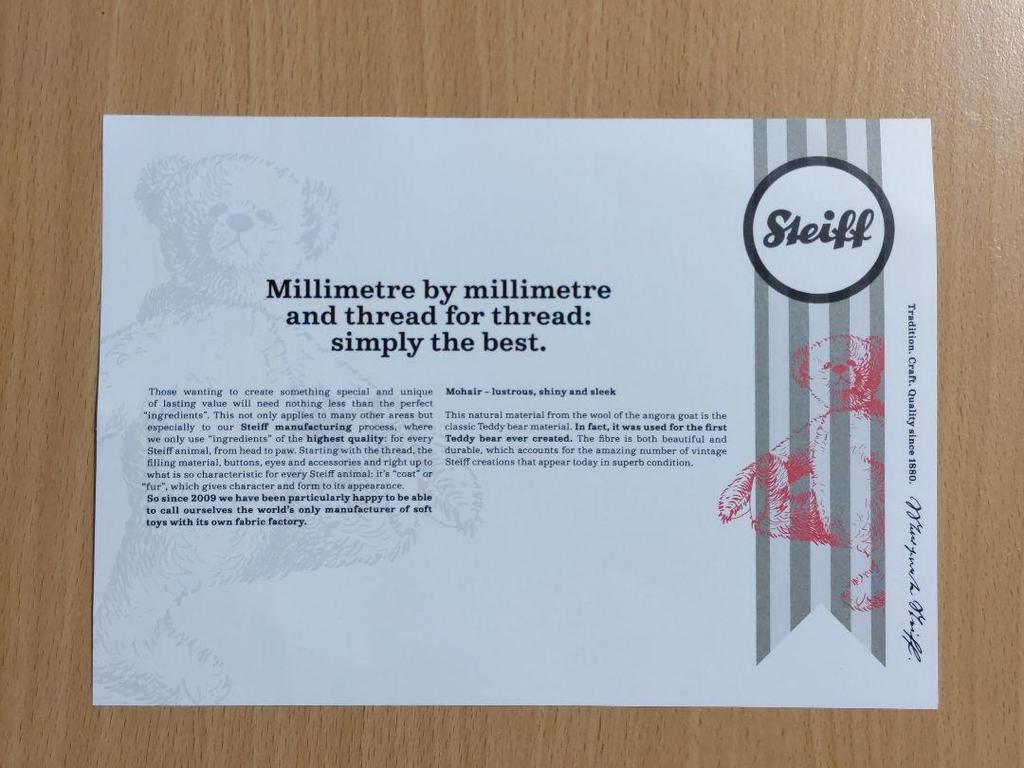 Steiff
Millimetre by millimetre
and thread for thread:
simply the best.
Those wanting to create something special and unique
of lasting value will need nothing less than the perfect
“ingredients”. This not only applies to many other areas but
especially to our Steiff manufacturing process, where
we only use “ingredients” of the highest quality: for every
Steiff animal, from head to paw. Starting with the thread, the
filling material, buttons, eyes and accessories and right up to
what is so characteristic for every Steiff animal: it’s “coat” or
“fur”, which gives character and form to its appearance.
So since 2009 we have been particularly happy to be able
to call ourselves the world’s only manufacturer of soft
toys with its own fabric factory.
Mohair – lustrous, shiny and sleek
This natural material from the wool of the angora goat is the
classic Teddy bear material. In fact, it was used for the first
Teddy bear ever created. The fibre is both beautiful and
durable, which accounts for the amazing number of vintage
Steiff creations that appear today in superb condition.
Tradition. Craft. Quality since 1880.
Margarete Steiff.